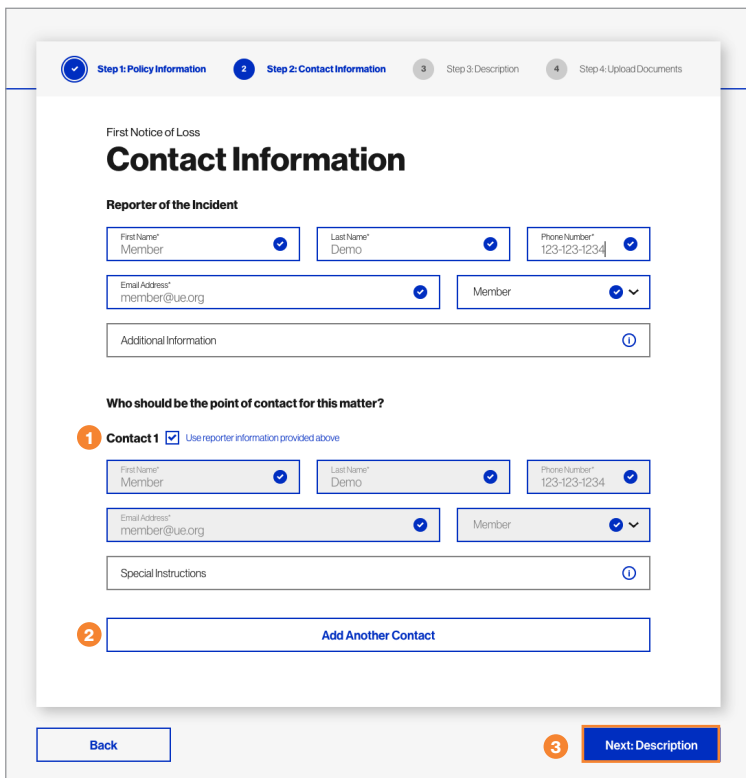 Step 1: Policy Information 2 Step 2: Contact Information 3 Step 3: Description 4 Step 4: Upload Documents
First Notice of Loss
Contact Information
Reporter of the Incident
First Name* Last Name* Phone Number*
Member Demo 123-123-1234
Email Address*
member@ue.org Member
Additional Information
Who should be the point of contact for this matter?
1 Contact 1 Use reporter information provided above
First Name* Last Name* Phone Number*
Member Demo 123-123-1234
Email Address*
member@ue.org Member
Special Instructions
2 Add Another Contact
Back 3 Next: Description